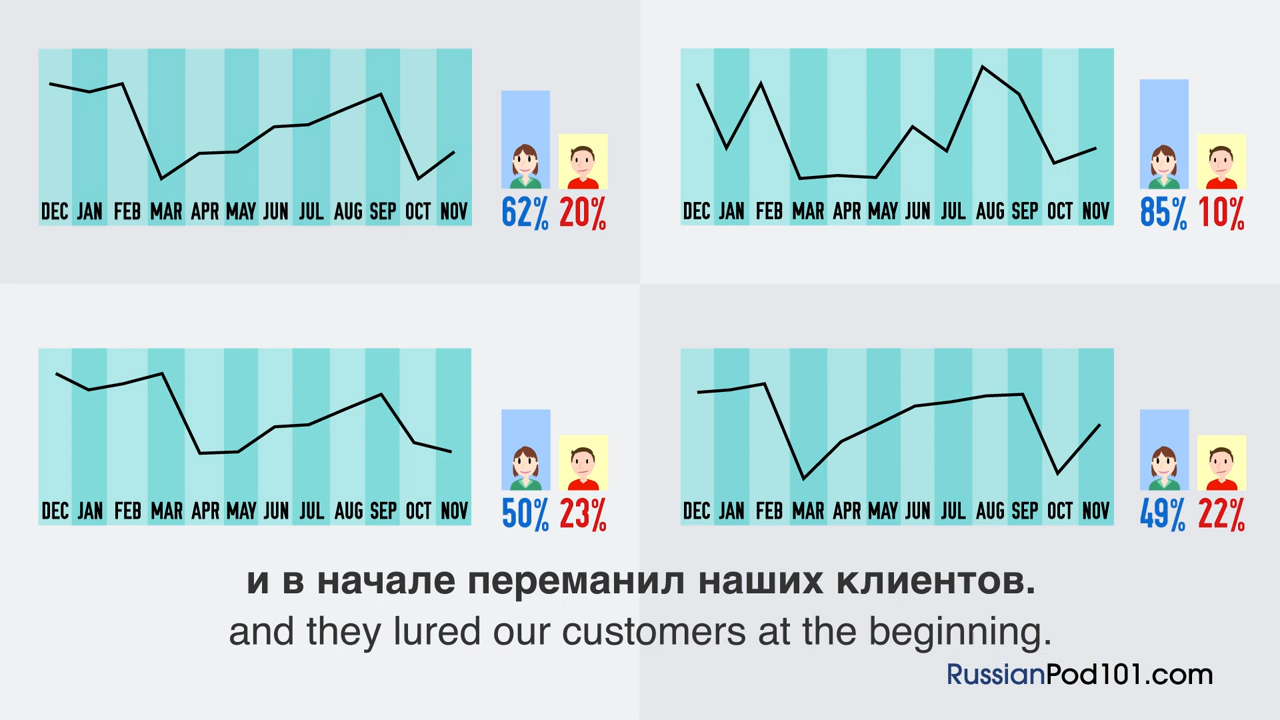 DEC JAN FEB MAR APR MAY JUN JUL AUG SEP OCT NOV
62% 20%
DEC JAN FEB MAR APR MAY JUN JUL AUG SEP OCT NOV
85% 10%
DEC JAN FEB MAR APR MAY JUN JUL AUG SEP OCT NOV
50% 23%
DEC JAN FEB MAR APR MAY JUN JUL AUG SEP OCT NOV
49% 22%
и в начале переманил наших клиентов.
and they lured our customers at the beginning.
RussianPod101.com